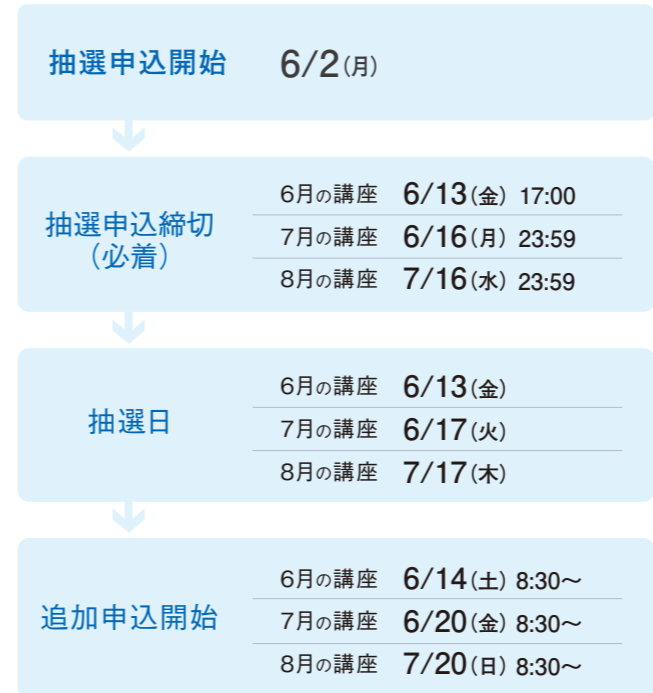 抽選申込開始 6/2(月)
抽選申込締切
(必着)
6月の講座 6/13(金) 17:00
7月の講座 6/16(月) 23:59
8月の講座 7/16(水) 23:59
抽選日
6月の講座 6/13(金)
7月の講座 6/17(火)
8月の講座 7/17(木)
追加申込開始
6月の講座 6/14(土) 8:30〜
7月の講座 6/20(金) 8:30〜
8月の講座 7/20(日) 8:30〜